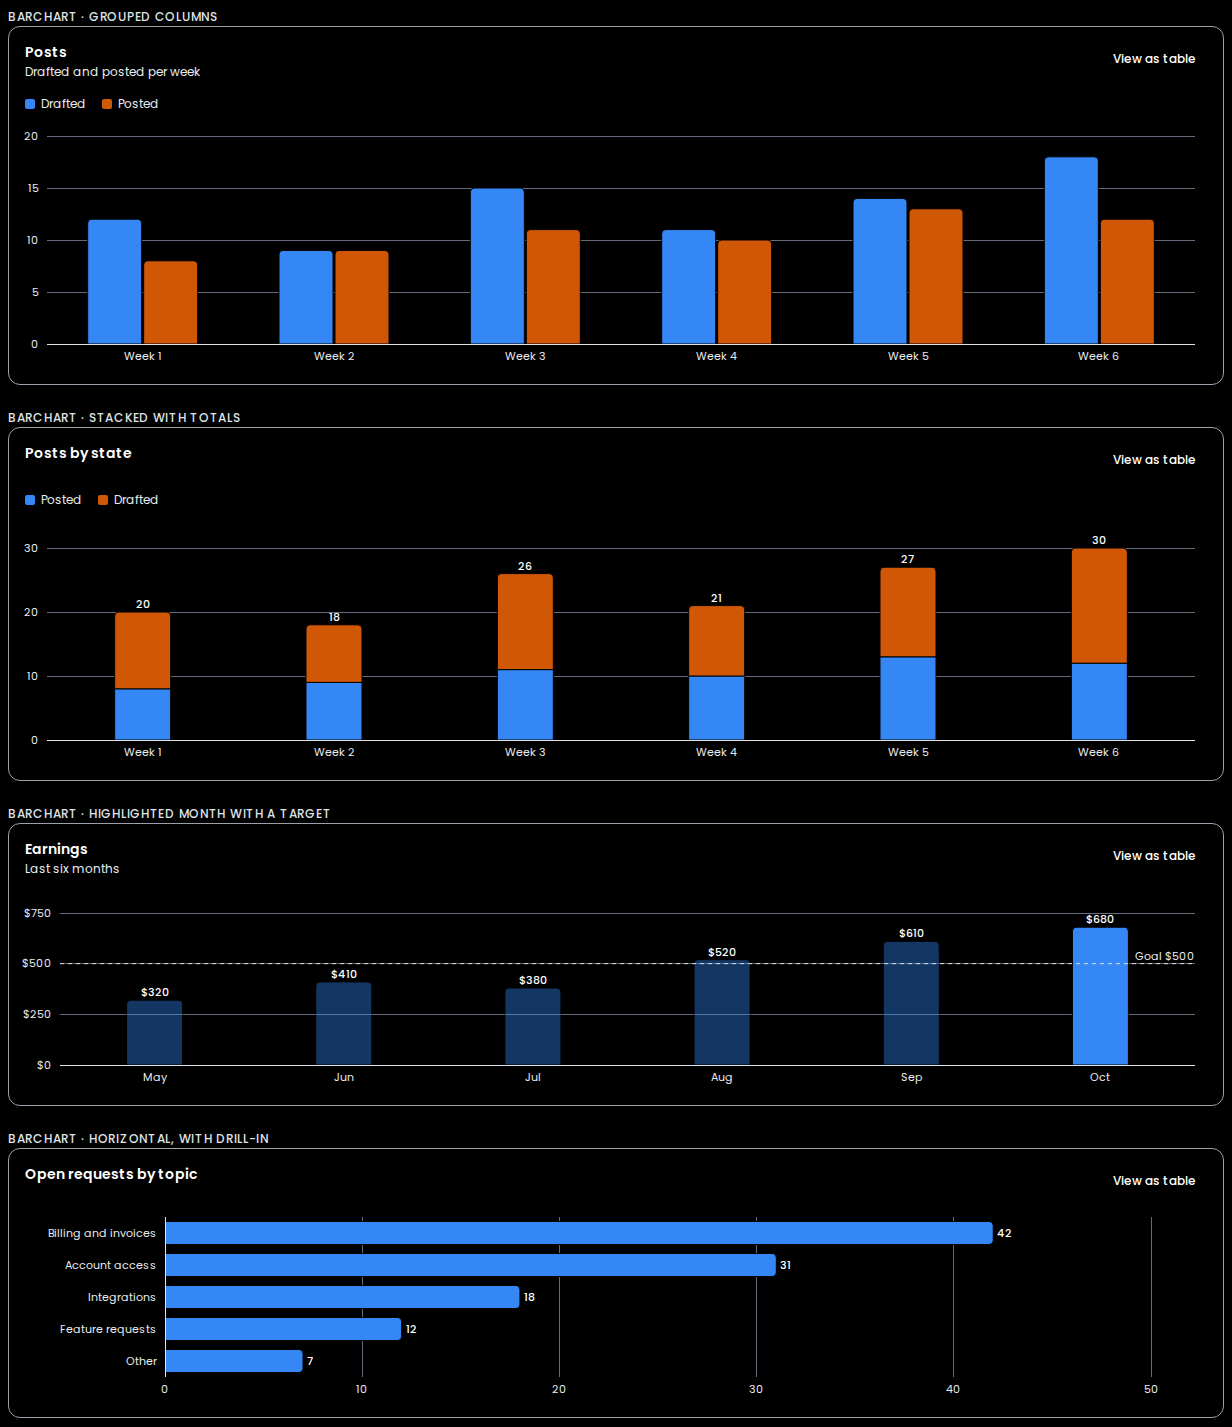 BARCHART · GROUPED COLUMNS
Posts
Drafted and posted per week
View as table
Drafted
Posted
20
15
10
5
0
Week 1
Week 2
Week 3
Week 4
Week 5
Week 6
BARCHART · STACKED WITH TOTALS
Posts by state
View as table
Posted
Drafted
30
20
10
0
20
18
26
21
27
30
Week 1
Week 2
Week 3
Week 4
Week 5
Week 6
BARCHART · HIGHLIGHTED MONTH WITH A TARGET
Earnings
Last six months
View as table
$750
$500
$250
$0
$320
$410
$380
$520
$610
$680
Goal $500
May
Jun
Jul
Aug
Sep
Oct
BARCHART · HORIZONTAL, WITH DRILL-IN
Open requests by topic
View as table
Billing and invoices
42
Account access
31
Integrations
18
Feature requests
12
Other
7
0
10
20
30
40
50